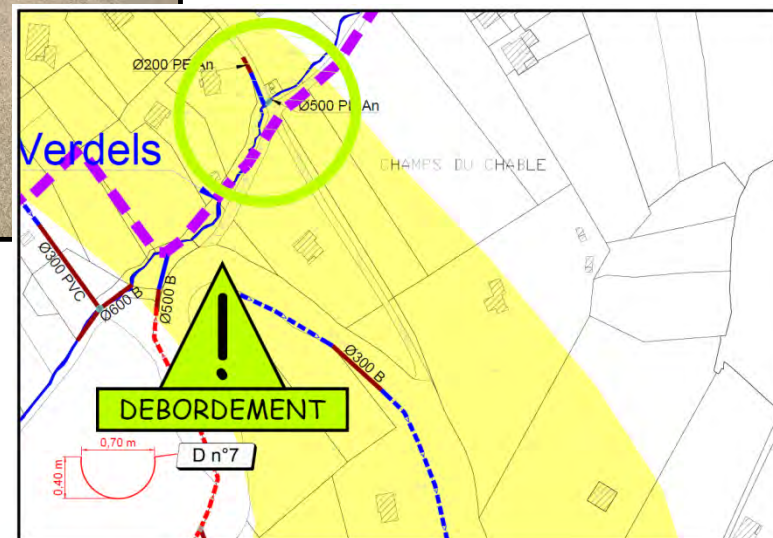 Ø200 PE An
Ø500 PE An
Verdels
CHAMPS DU CHABLE
Ø300 PVC
Ø600 B
Ø500 B
Ø300 B
!
DEBORDEMENT
0,70 m
0,40 m
D n°7